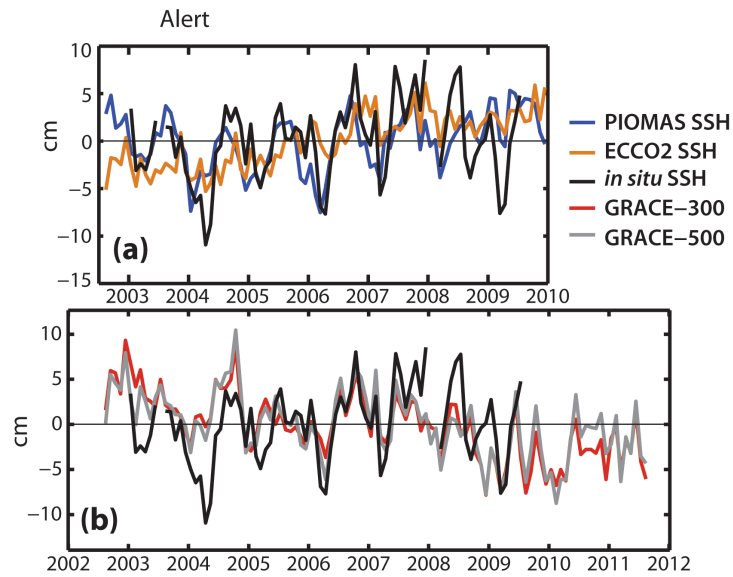 Alert
10
5
0
−5
−10
−15
cm
(a)
2003 2004 2005 2006 2007 2008 2009 2010
PIOMAS SSH
ECCO2 SSH
in situ SSH
GRACE−300
GRACE−500
10
5
0
−5
−10
cm
(b)
2002 2003 2004 2005 2006 2007 2008 2009 2010 2011 2012